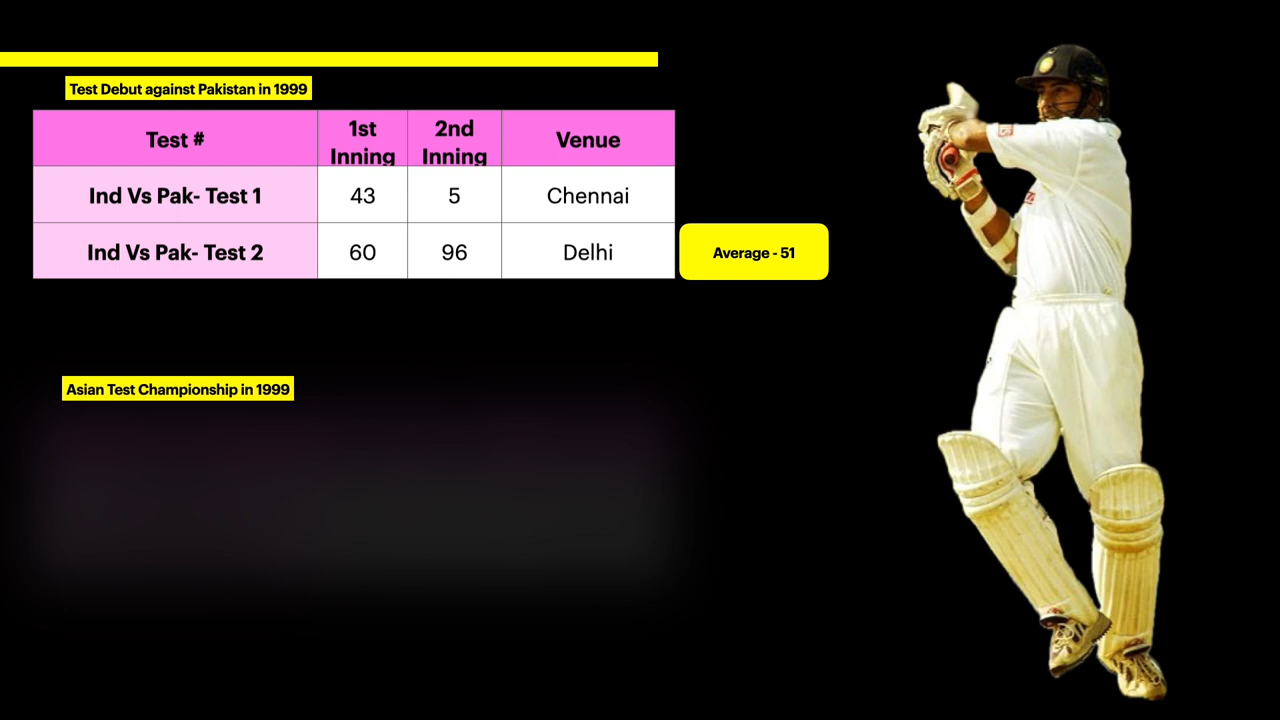 Test Debut against Pakistan in 1999
Test # 1st Inning 2nd Inning Venue
Ind Vs Pak- Test 1 43 5 Chennai
Ind Vs Pak- Test 2 60 96 Delhi
Average - 51
Asian Test Championship in 1999